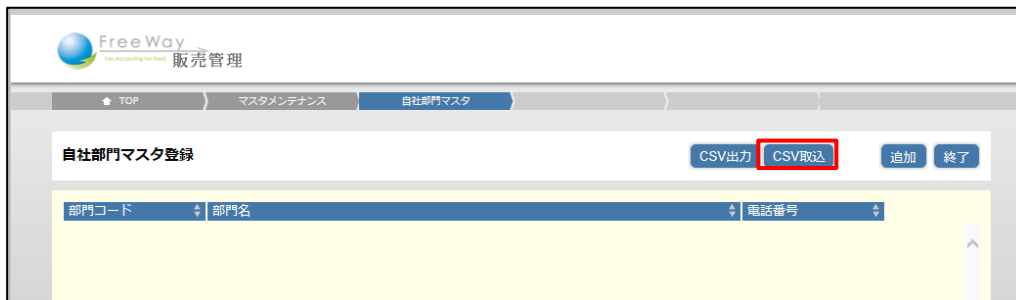 FreeWay
Tax Accounting for SaaS 販売管理
TOP マスタメンテナンス 自社部門マスタ
自社部門マスタ登録 CSV出力 CSV取込 追加 終了
部門コード 部門名 電話番号